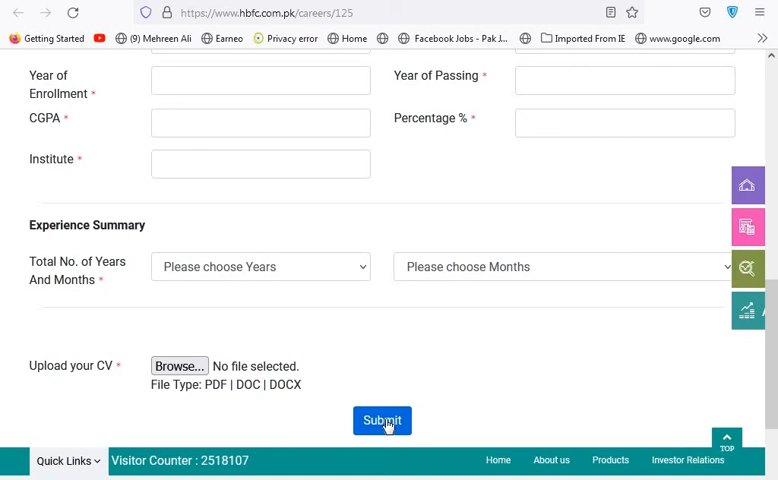 https://www.hbfc.com.pk/careers/125
Getting Started (9) Mehreen Ali Earneo Privacy error Home Facebook Jobs - Pak J... Imported From IE www.google.com
Year of Enrollment * Year of Passing *
CGPA * Percentage % *
Institute *
Experience Summary
Total No. of Years And Months * Please choose Years Please choose Months
Upload your CV * Browse... No file selected.
File Type: PDF | DOC | DOCX
Submit
TOP
Quick Links Visitor Counter : 2518107 Home About us Products Investor Relations